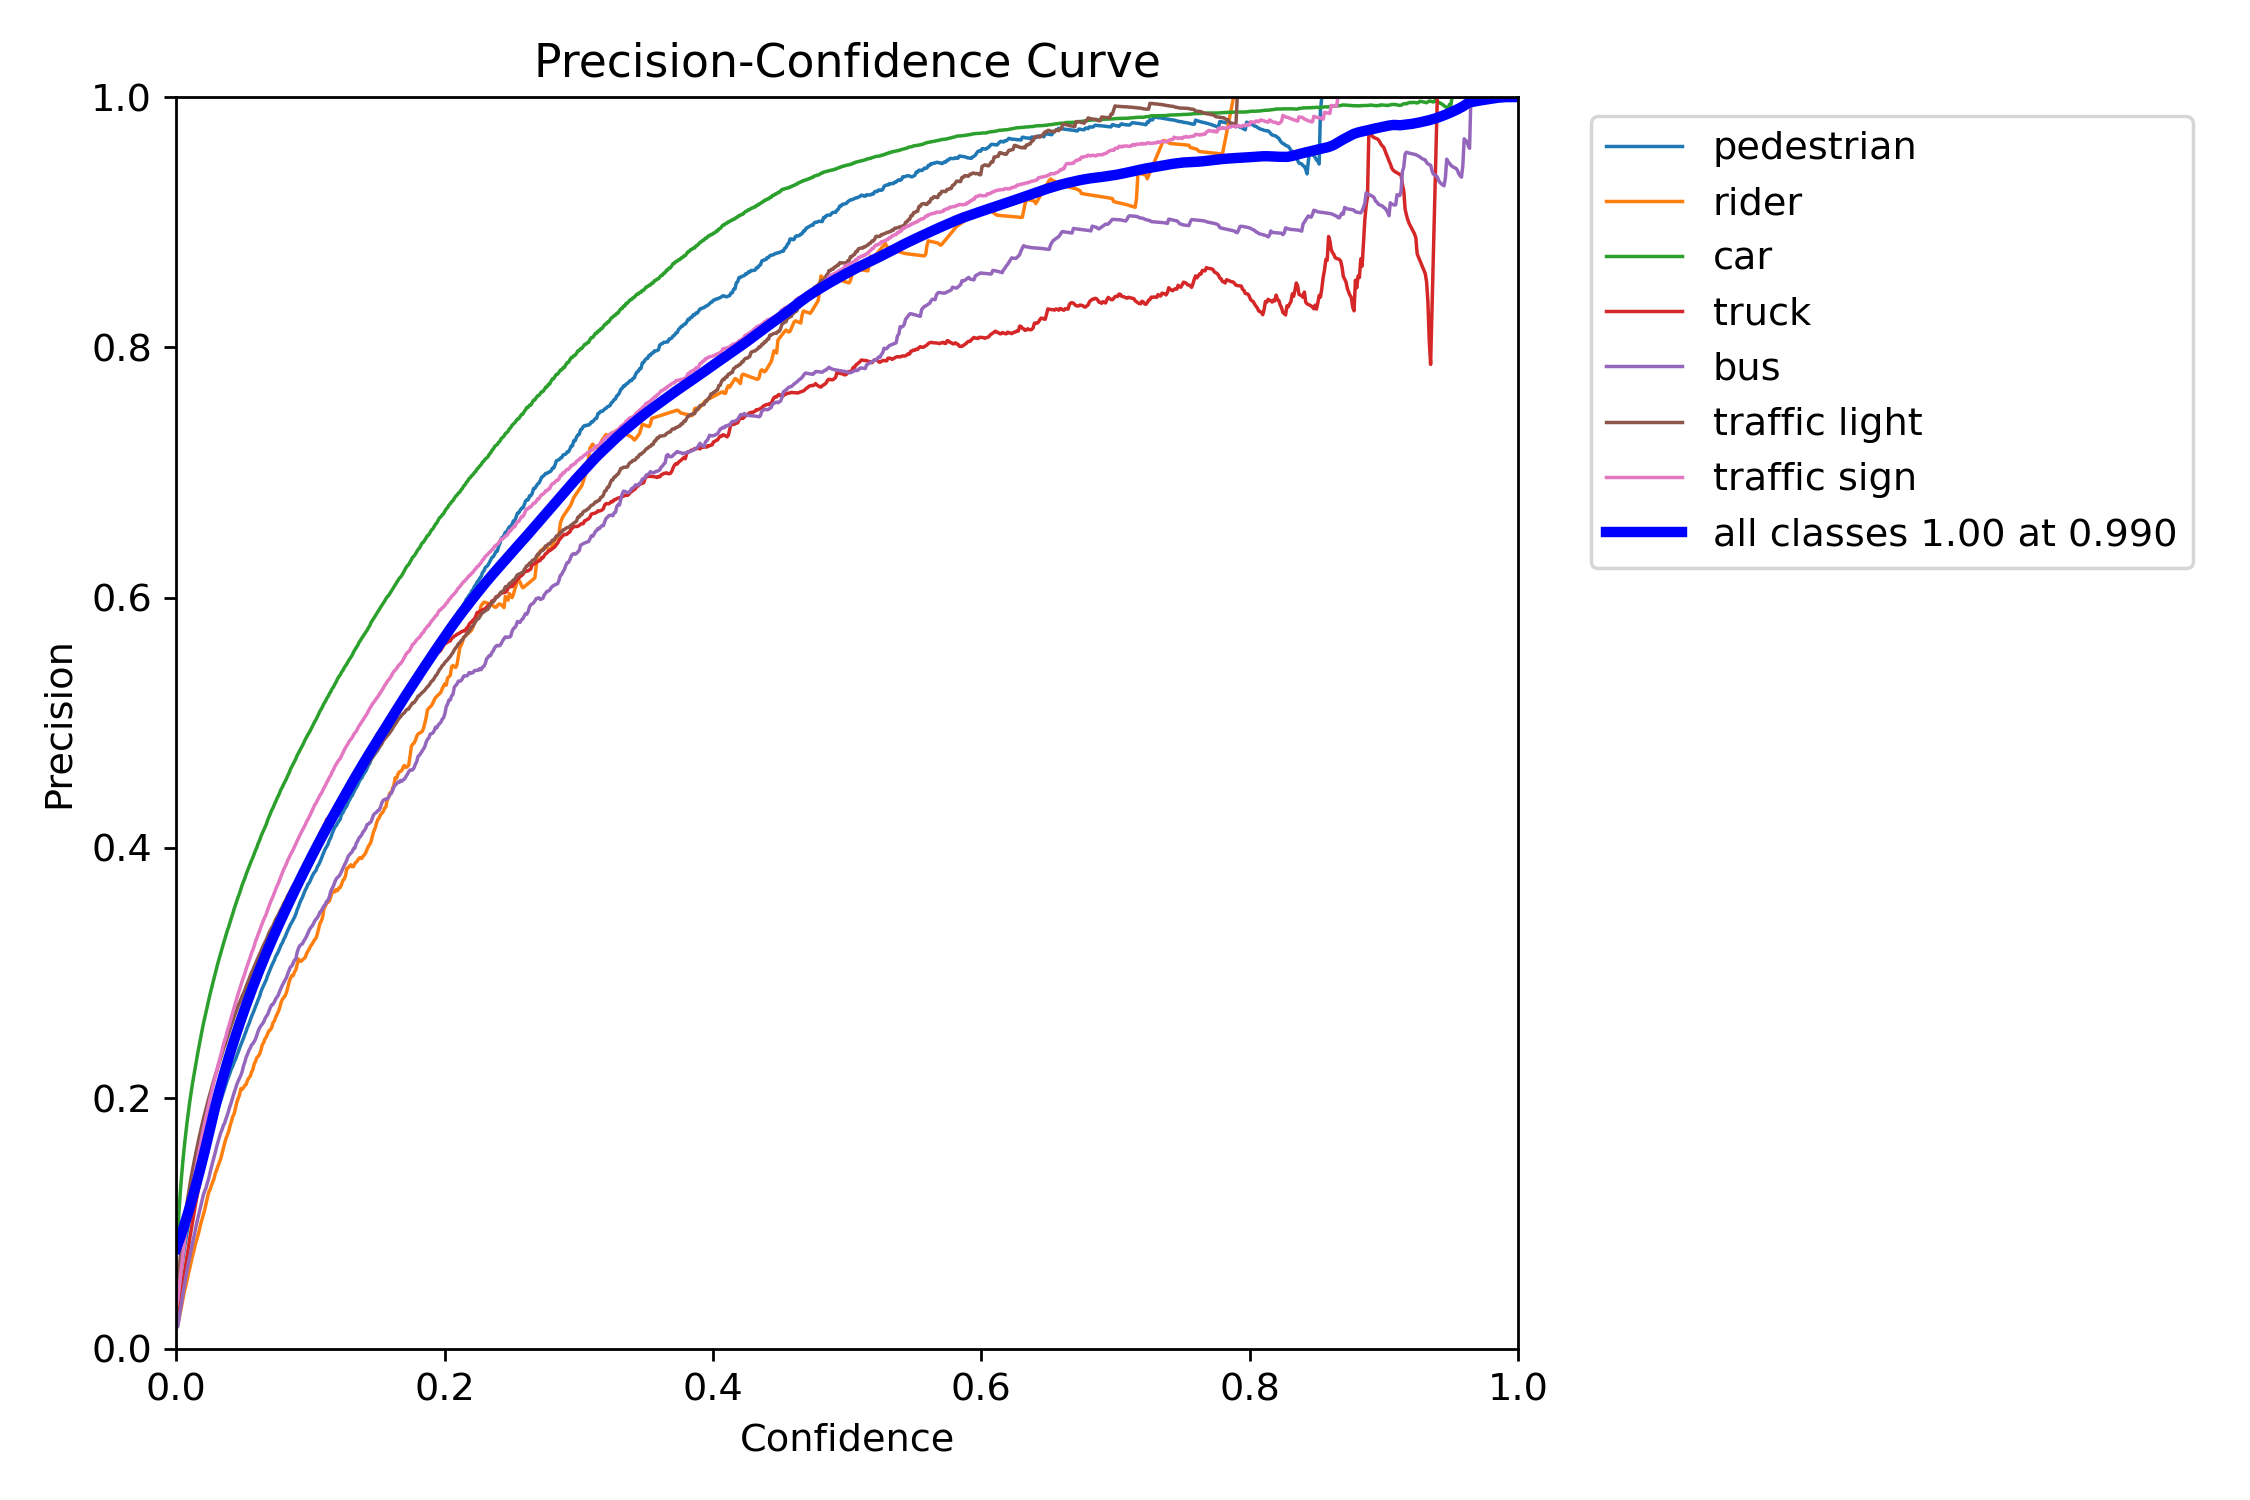 Precision-Confidence Curve
1.0
0.8
0.6
0.4
0.2
0.0
Precision
0.0 0.2 0.4 0.6 0.8 1.0
Confidence
pedestrian
rider
car
truck
bus
traffic light
traffic sign
all classes 1.00 at 0.990